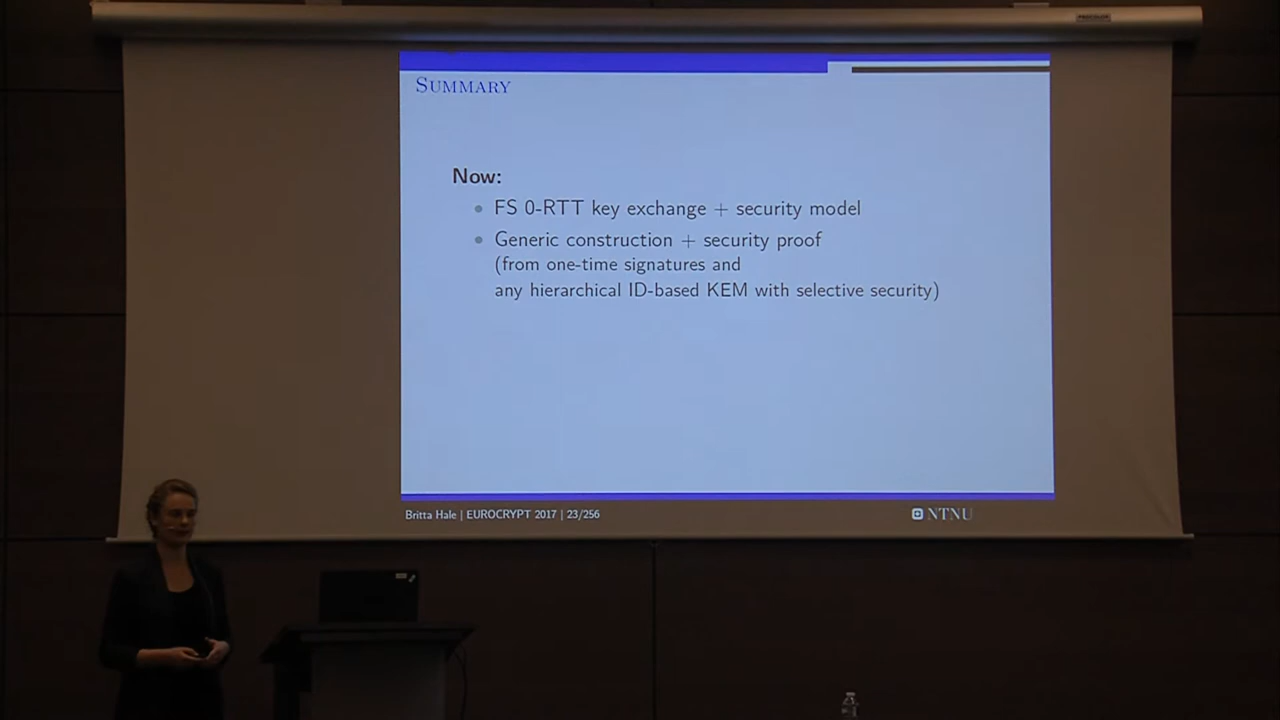 PROCOLOR
SUMMARY
Now:
FS 0-RTT key exchange + security model
Generic construction + security proof
(from one-time signatures and
any hierarchical ID-based KEM with selective security)
Britta Hale | EUROCRYPT 2017 | 23/256
NTNU